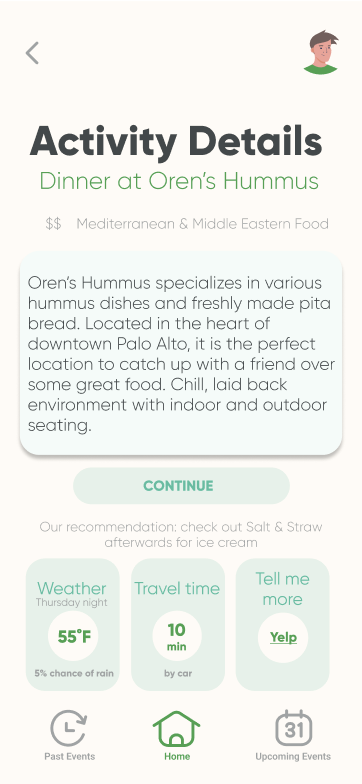 Activity Details
Dinner at Oren's Hummus
$$ Mediterranean & Middle Eastern Food
Oren's Hummus specializes in various
hummus dishes and freshly made pita
bread. Located in the heart of
downtown Palo Alto, it is the perfect
location to catch up with a friend over
some great food. Chill, laid back
environment with indoor and outdoor
seating.
CONTINUE
Our recommendation: check out Salt & Straw
afterwards for ice cream
Weather
Thursday night
55°F
5% chance of rain
Travel time
10
min
by car
Tell me
more
Yelp
Past Events
Home
31
Upcoming Events